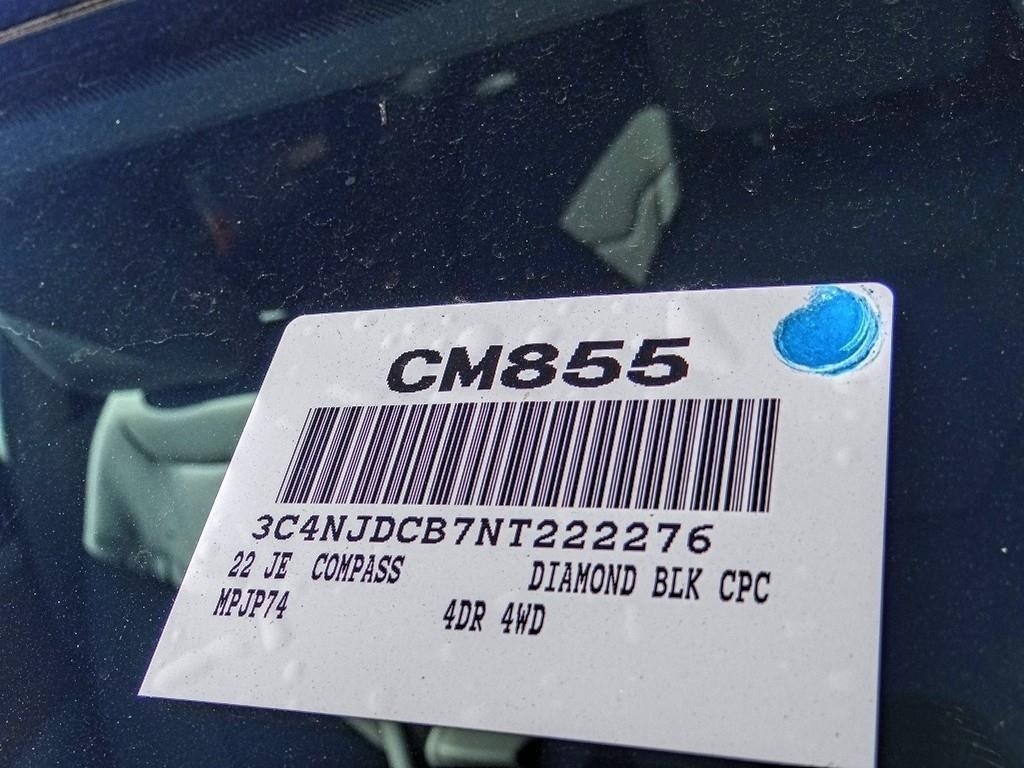 CM855
3C4NJDCB7NT222276
22 JE COMPASS DIAMOND BLK CPC
MPJP74 4DR 4WD